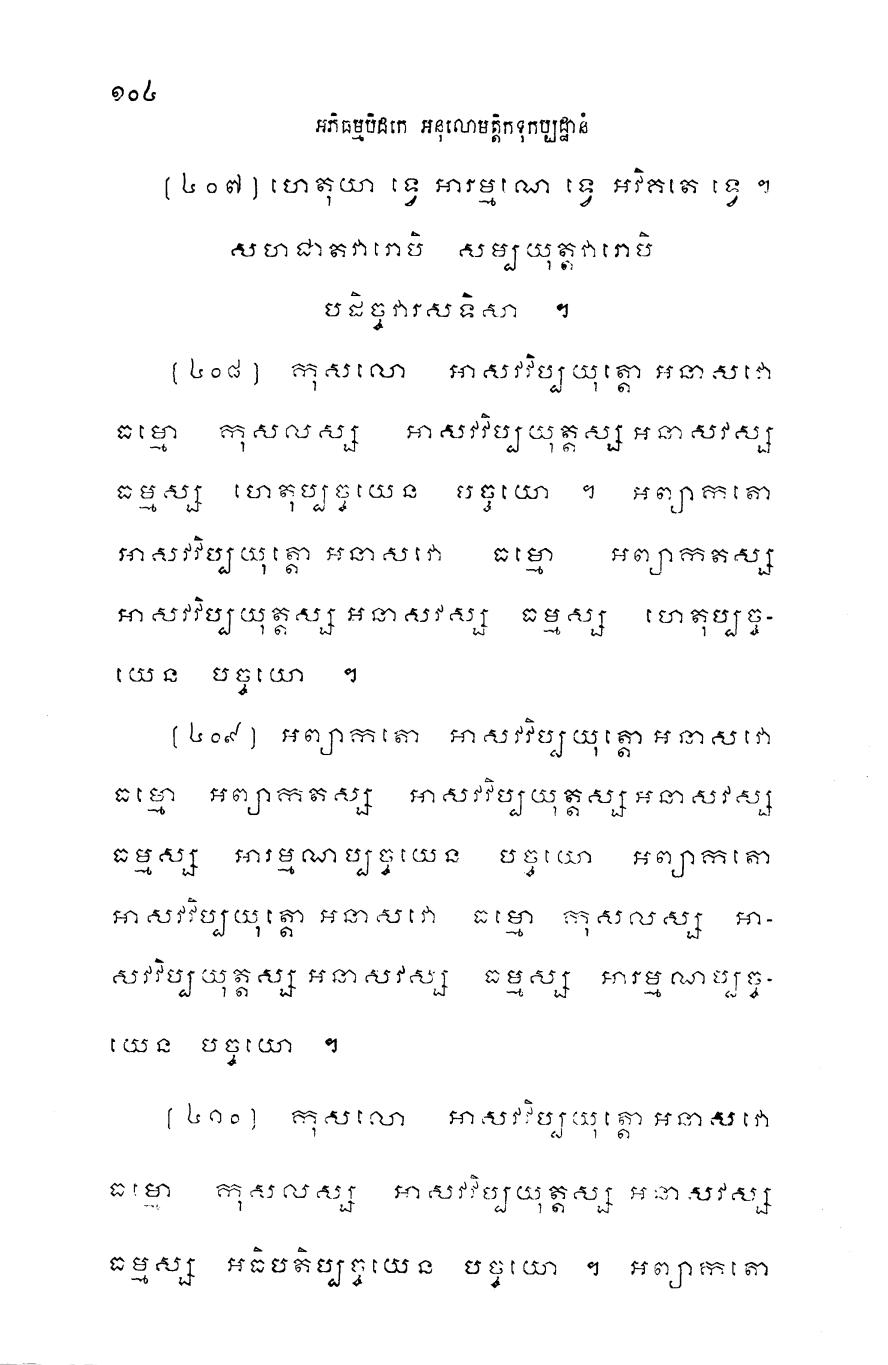 ១០៤
អភិធម្មបិដកេ អនុលោមត្តិកទុកប្បដ្ឋានំ
[៤០៧] ហេតុយា ទ្វេ អារម្មណេ ទ្វេ អវិគតេ ទ្វេ ។
សហជាតវារោបិ សម្បយុត្តវារោបិ
បដិច្ចវារសទិសា ។
[៤០៨] កុសលោ អាសវវិប្បយុត្តោ អនាសវោ
ធម្មោ កុសលស្ស អាសវវិប្បយុត្តស្ស អនាសវស្ស
ធម្មស្ស ហេតុប្បច្ចយេន បច្ចយោ ។ អព្យាកតោ
អាសវវិប្បយុត្តោ អនាសវោ ធម្មោ អព្យាកតស្ស
អាសវវិប្បយុត្តស្ស អនាសវស្ស ធម្មស្ស ហេតុប្បច្ច-
យេន បច្ចយោ ។
[៤០៩] អព្យាកតោ អាសវវិប្បយុត្តោ អនាសវោ
ធម្មោ អព្យាកតស្ស អាសវវិប្បយុត្តស្ស អនាសវស្ស
ធម្មស្ស អារម្មណប្បច្ចយេន បច្ចយោ អព្យាកតោ
អាសវវិប្បយុត្តោ អនាសវោ ធម្មោ កុសលស្ស អា-
សវវិប្បយុត្តស្ស អនាសវស្ស ធម្មស្ស អារម្មណប្បច្ច-
យេន បច្ចយោ ។
[៤១០] កុសលោ អាសវវិប្បយុត្តោ អនាសវោ
ធម្មោ កុសលស្ស អាសវវិប្បយុត្តស្ស អនាសវស្ស
ធម្មស្ស អធិបតិប្បច្ចយេន បច្ចយោ ។ អព្យាកតោ